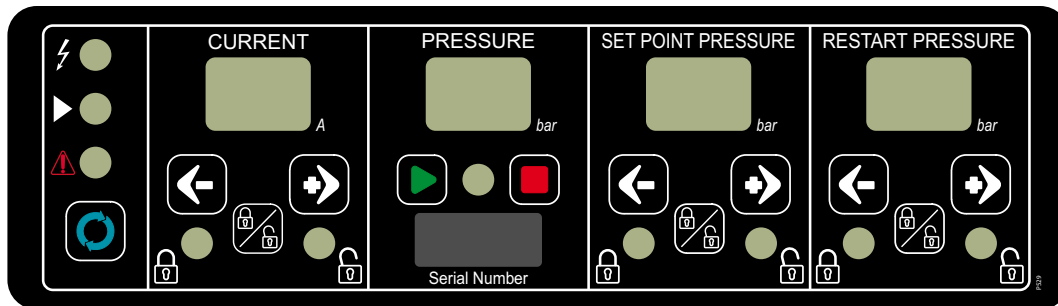 CURRENT
A
PRESSURE
bar
Serial Number
SET POINT PRESSURE
bar
RESTART PRESSURE
bar
PS29